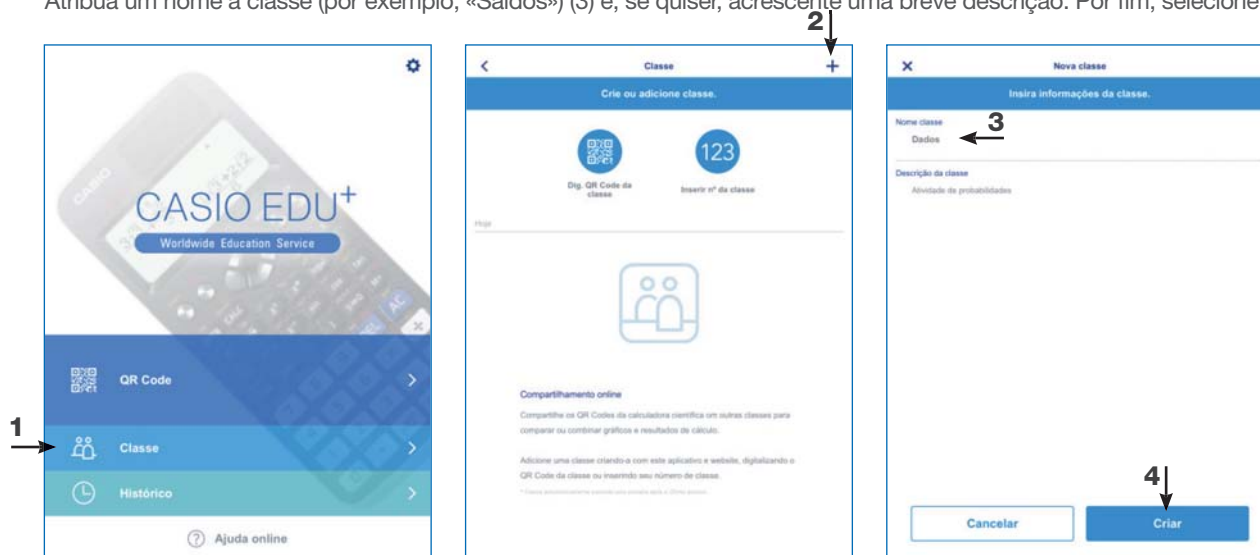 Atribua um nome à classe (por exemplo, «Saldos») (3) e, se quiser, acrescente uma breve descrição. Por fim, selecione
2
CASIO
CASIO EDU+
Worldwide Education Service
AC
QR Code
1
Classe
Histórico
Ajuda online
Classe
Crie ou adicione classe.
123
Dig. QR Code da
classe
Inserir nº da classe
Hoje
Compartilhamento online
Compartilhe os QR Codes da calculadora científica om outras classes para
comparar ou combinar gráficos e resultados de cálculo.
Adicione uma classe criando-a com este aplicativo e website, digitalizando o
QR Code da classe ou inserindo seu número de classe.
Nova classe
Insira informações da classe.
Nome classe
3
Dados
Descrição da classe
Atividade de probabilidades
4
Cancelar
Criar